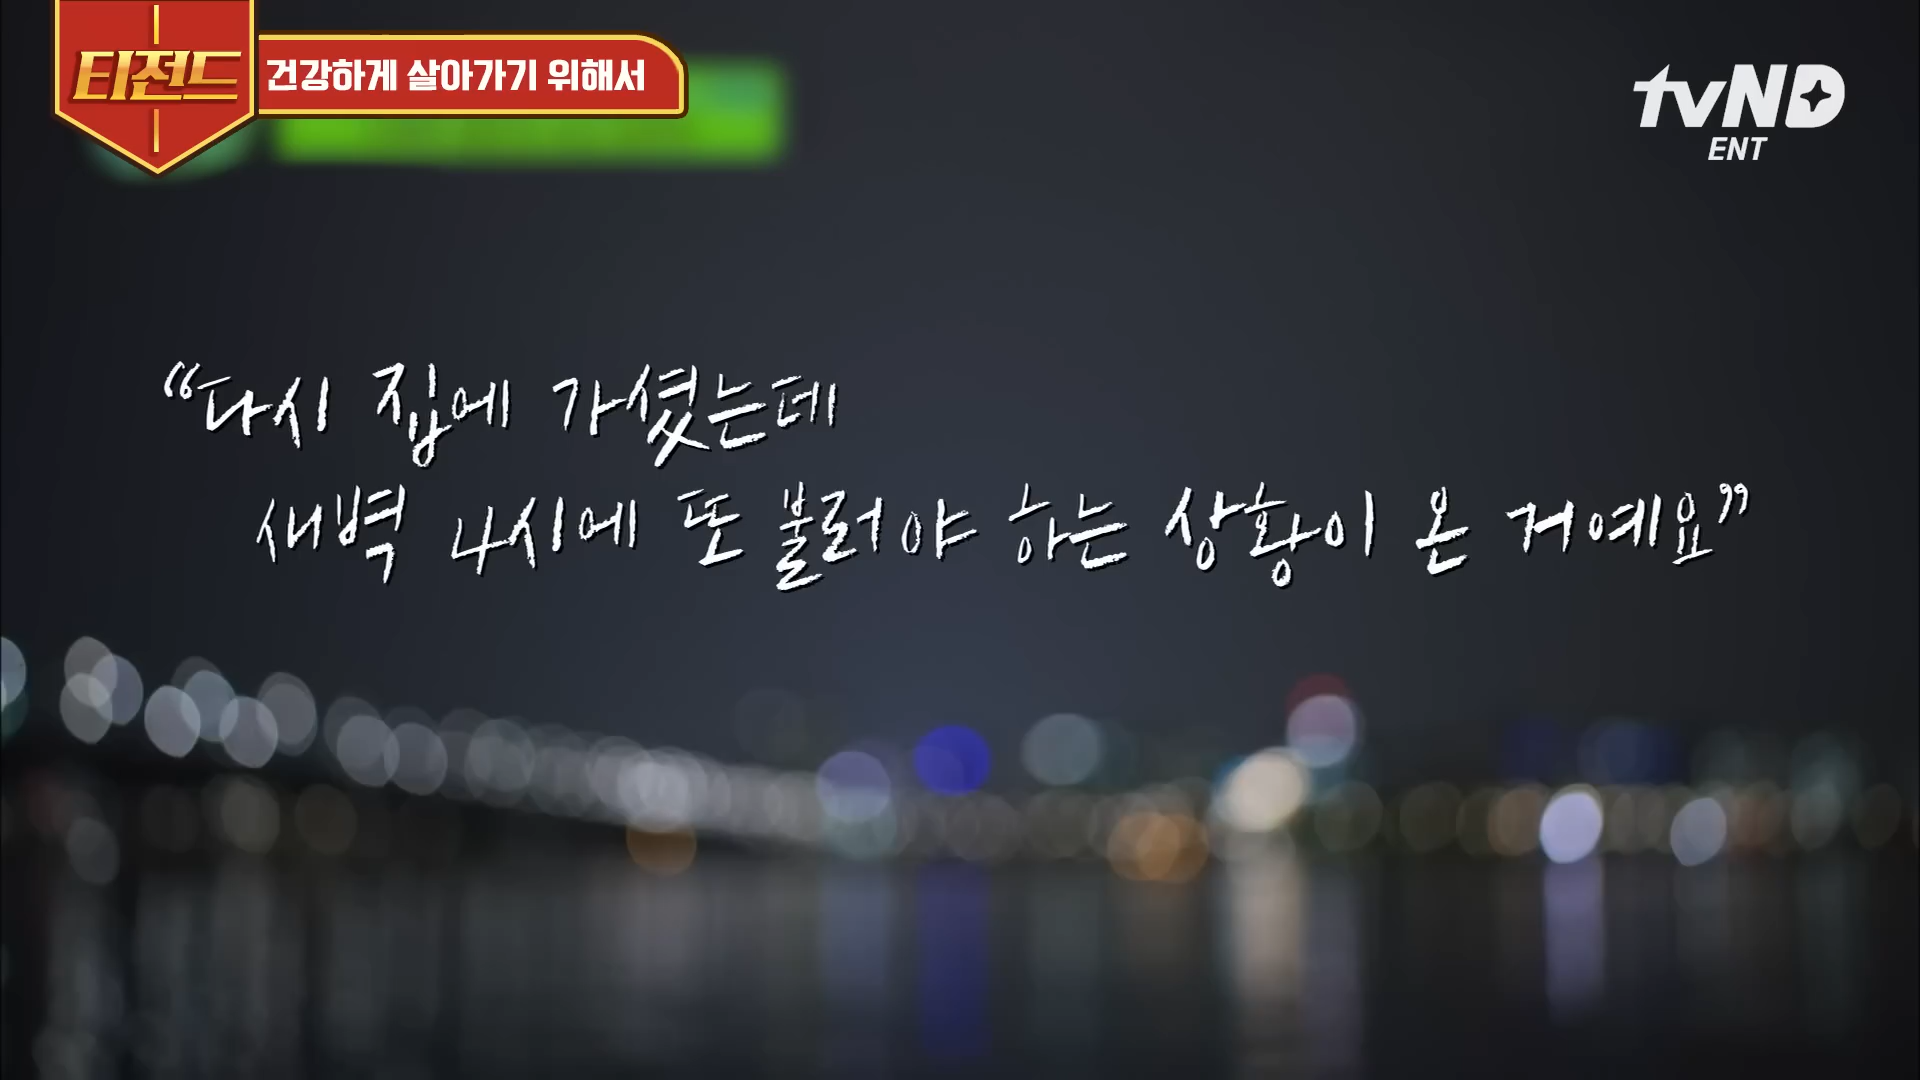 티전드
건강하게 살아가기 위해서
tvND
ENT
“다시 집에 가셨는데
새벽 4시에 또 불러야 하는 상황이 온 거예요”